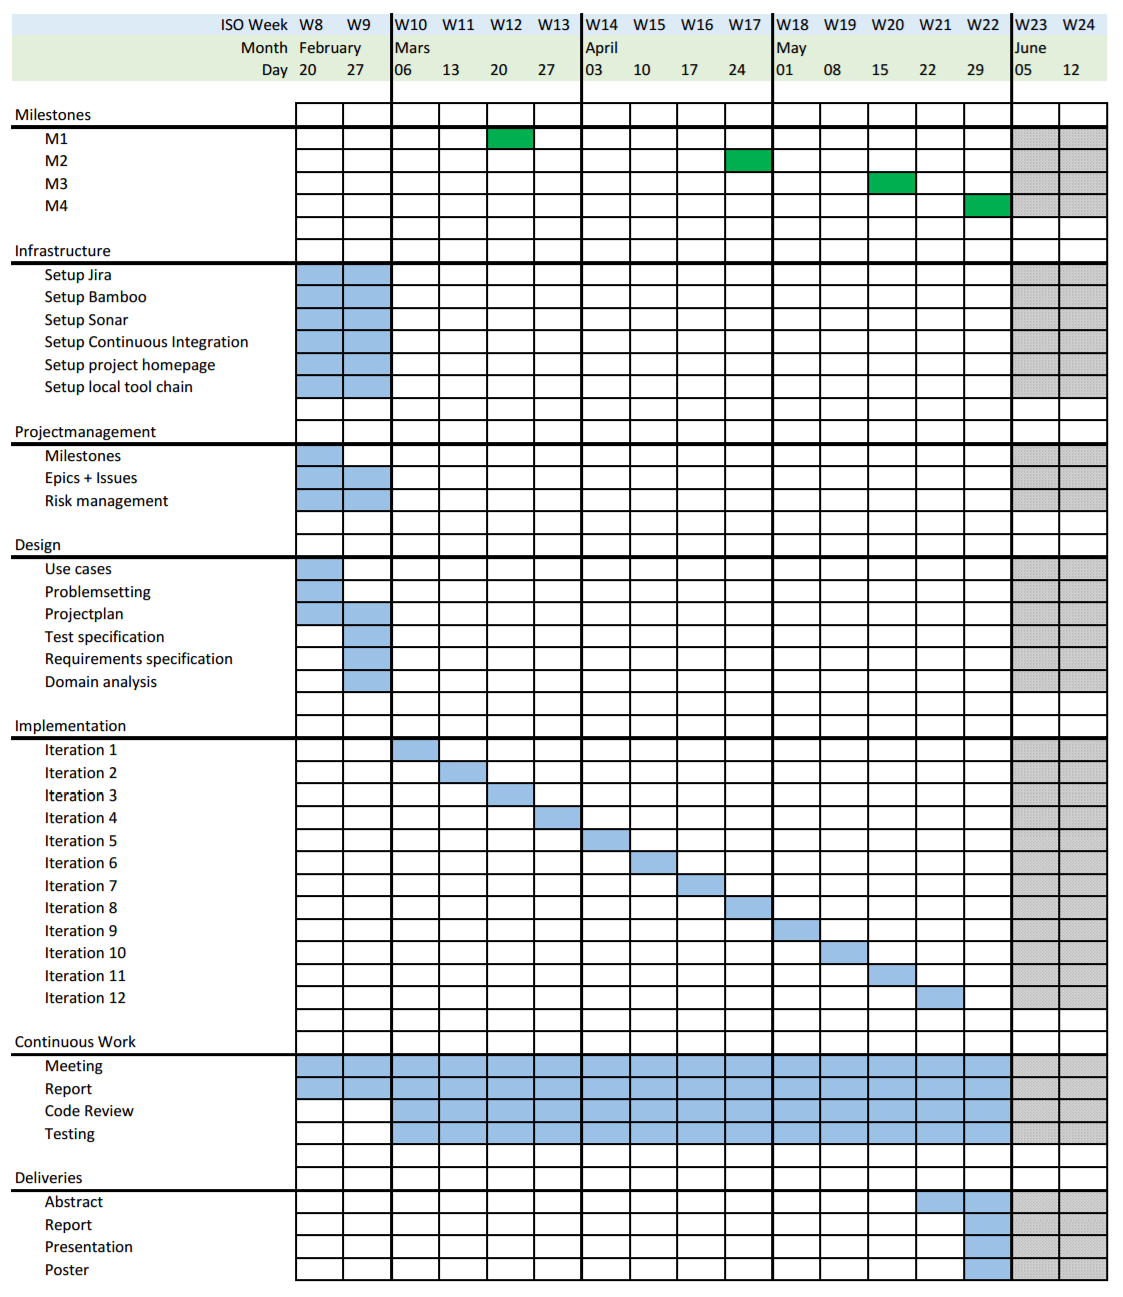 ISO Week W8 W9 W10 W11 W12 W13 W14 W15 W16 W17 W18 W19 W20 W21 W22 W23 W24
Month February Mars April May June
Day 20 27 06 13 20 27 03 10 17 24 01 08 15 22 29 05 12
Milestones
M1
M2
M3
M4
Infrastructure
Setup Jira
Setup Bamboo
Setup Sonar
Setup Continuous Integration
Setup project homepage
Setup local tool chain
Projectmanagement
Milestones
Epics + Issues
Risk management
Design
Use cases
Problemsetting
Projectplan
Test specification
Requirements specification
Domain analysis
Implementation
Iteration 1
Iteration 2
Iteration 3
Iteration 4
Iteration 5
Iteration 6
Iteration 7
Iteration 8
Iteration 9
Iteration 10
Iteration 11
Iteration 12
Continuous Work
Meeting
Report
Code Review
Testing
Deliveries
Abstract
Report
Presentation
Poster